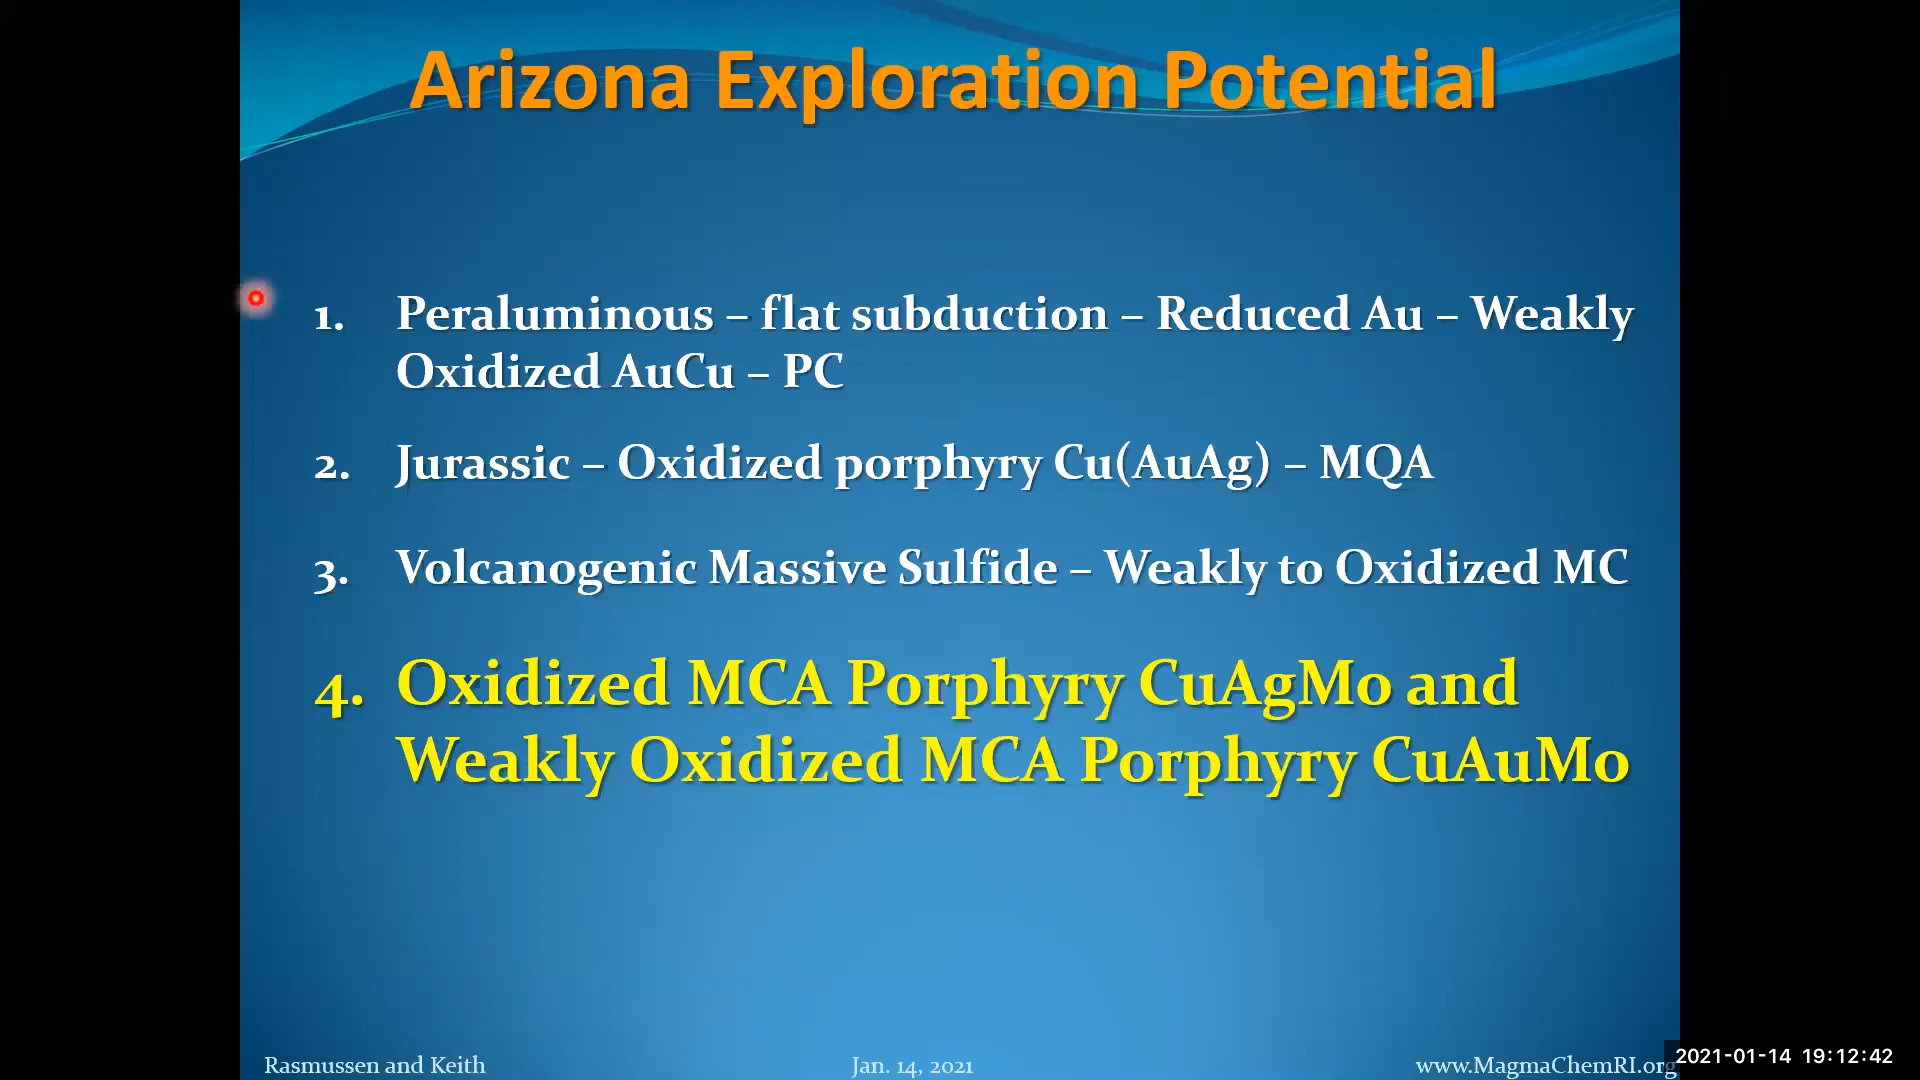 Arizona Exploration Potential
1. Peraluminous – flat subduction – Reduced Au – Weakly
Oxidized AuCu – PC
2. Jurassic – Oxidized porphyry Cu(AuAg) – MQA
3. Volcanogenic Massive Sulfide – Weakly to Oxidized MC
4. Oxidized MCA Porphyry CuAgMo and
Weakly Oxidized MCA Porphyry CuAuMo
Rasmussen and Keith
Jan. 14, 2021
www.MagmaChemRI.org
2021-01-14 19:12:42